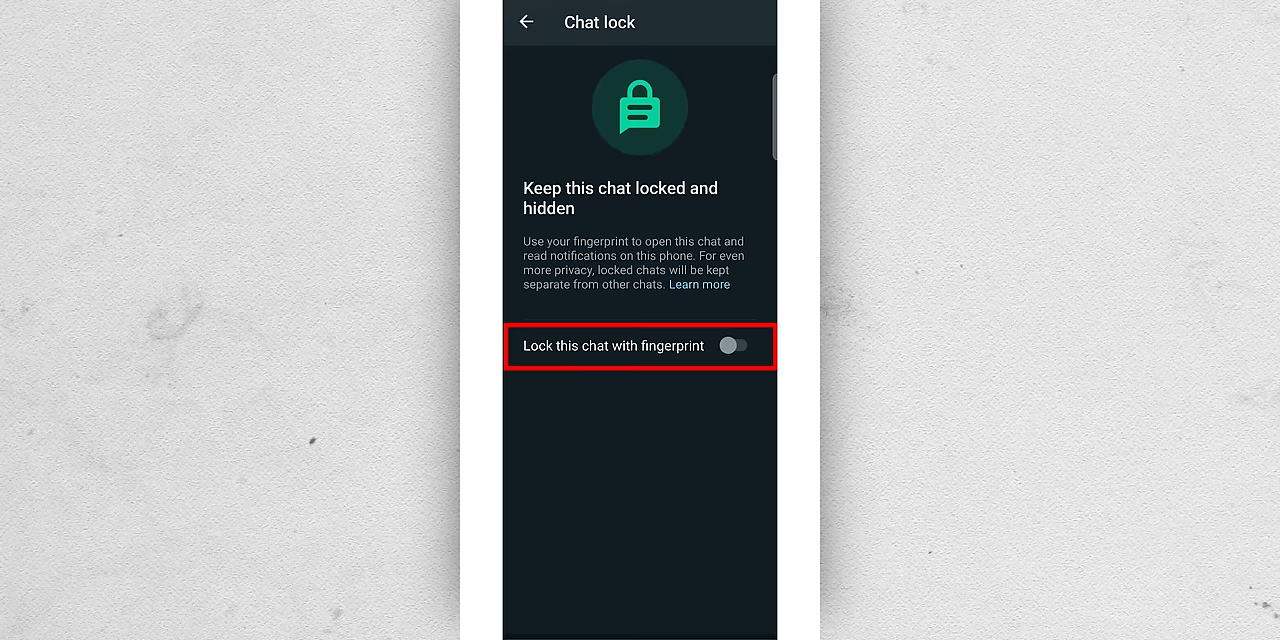 Chat lock
Keep this chat locked and
hidden
Use your fingerprint to open this chat and
read notifications on this phone. For even
more privacy, locked chats will be kept
separate from other chats. Learn more
Lock this chat with fingerprint